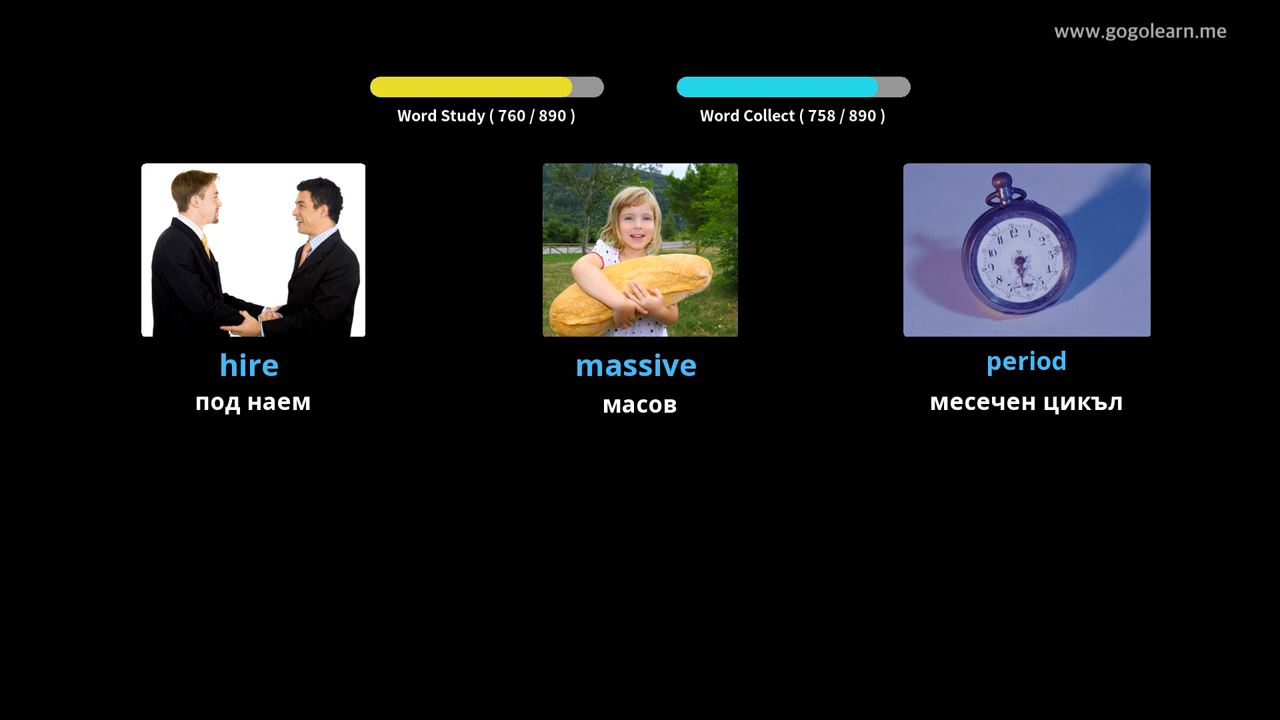 www.gogolearn.me
Word Study ( 760 / 890 )
Word Collect ( 758 / 890 )
hire
под наем
massive
масов
period
месечен цикъл